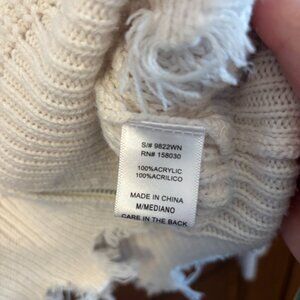 S/# 9822WN
RN# 158030
100%ACRYLIC
100%ACRILICO
MADE IN CHINA
M/MEDIANO
CARE IN THE BACK